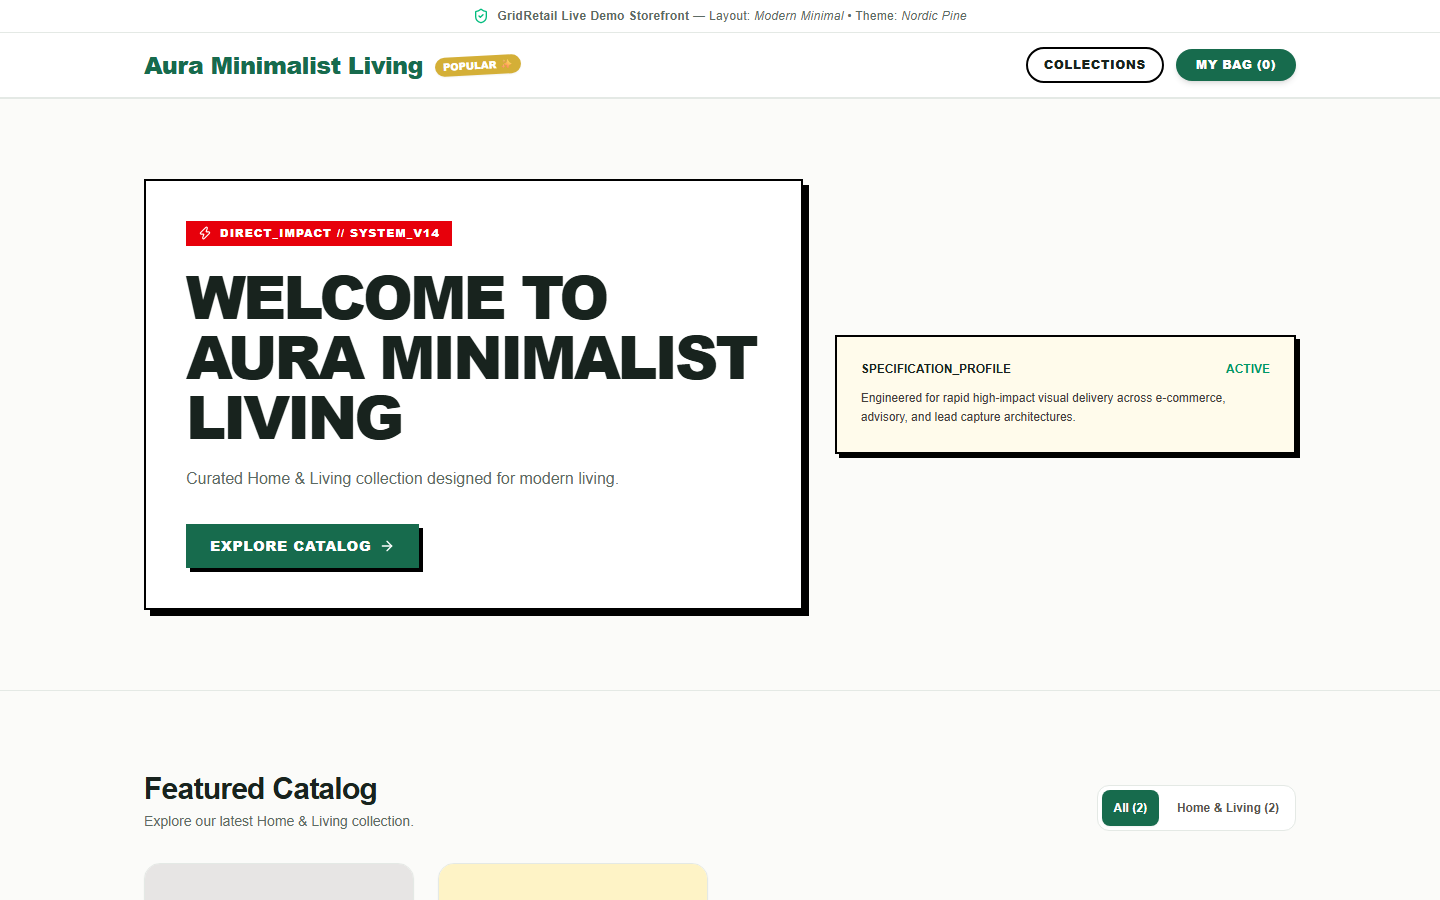 GridRetail Live Demo Storefront — Layout: Modern Minimal • Theme: Nordic Pine
Aura Minimalist Living
POPULAR
COLLECTIONS
MY BAG (0)
DIRECT_IMPACT // SYSTEM_V14
WELCOME TO
AURA MINIMALIST
LIVING
Curated Home & Living collection designed for modern living.
EXPLORE CATALOG →
SPECIFICATION_PROFILE
ACTIVE
Engineered for rapid high-impact visual delivery across e-commerce,
advisory, and lead capture architectures.
Featured Catalog
Explore our latest Home & Living collection.
All (2)
Home & Living (2)